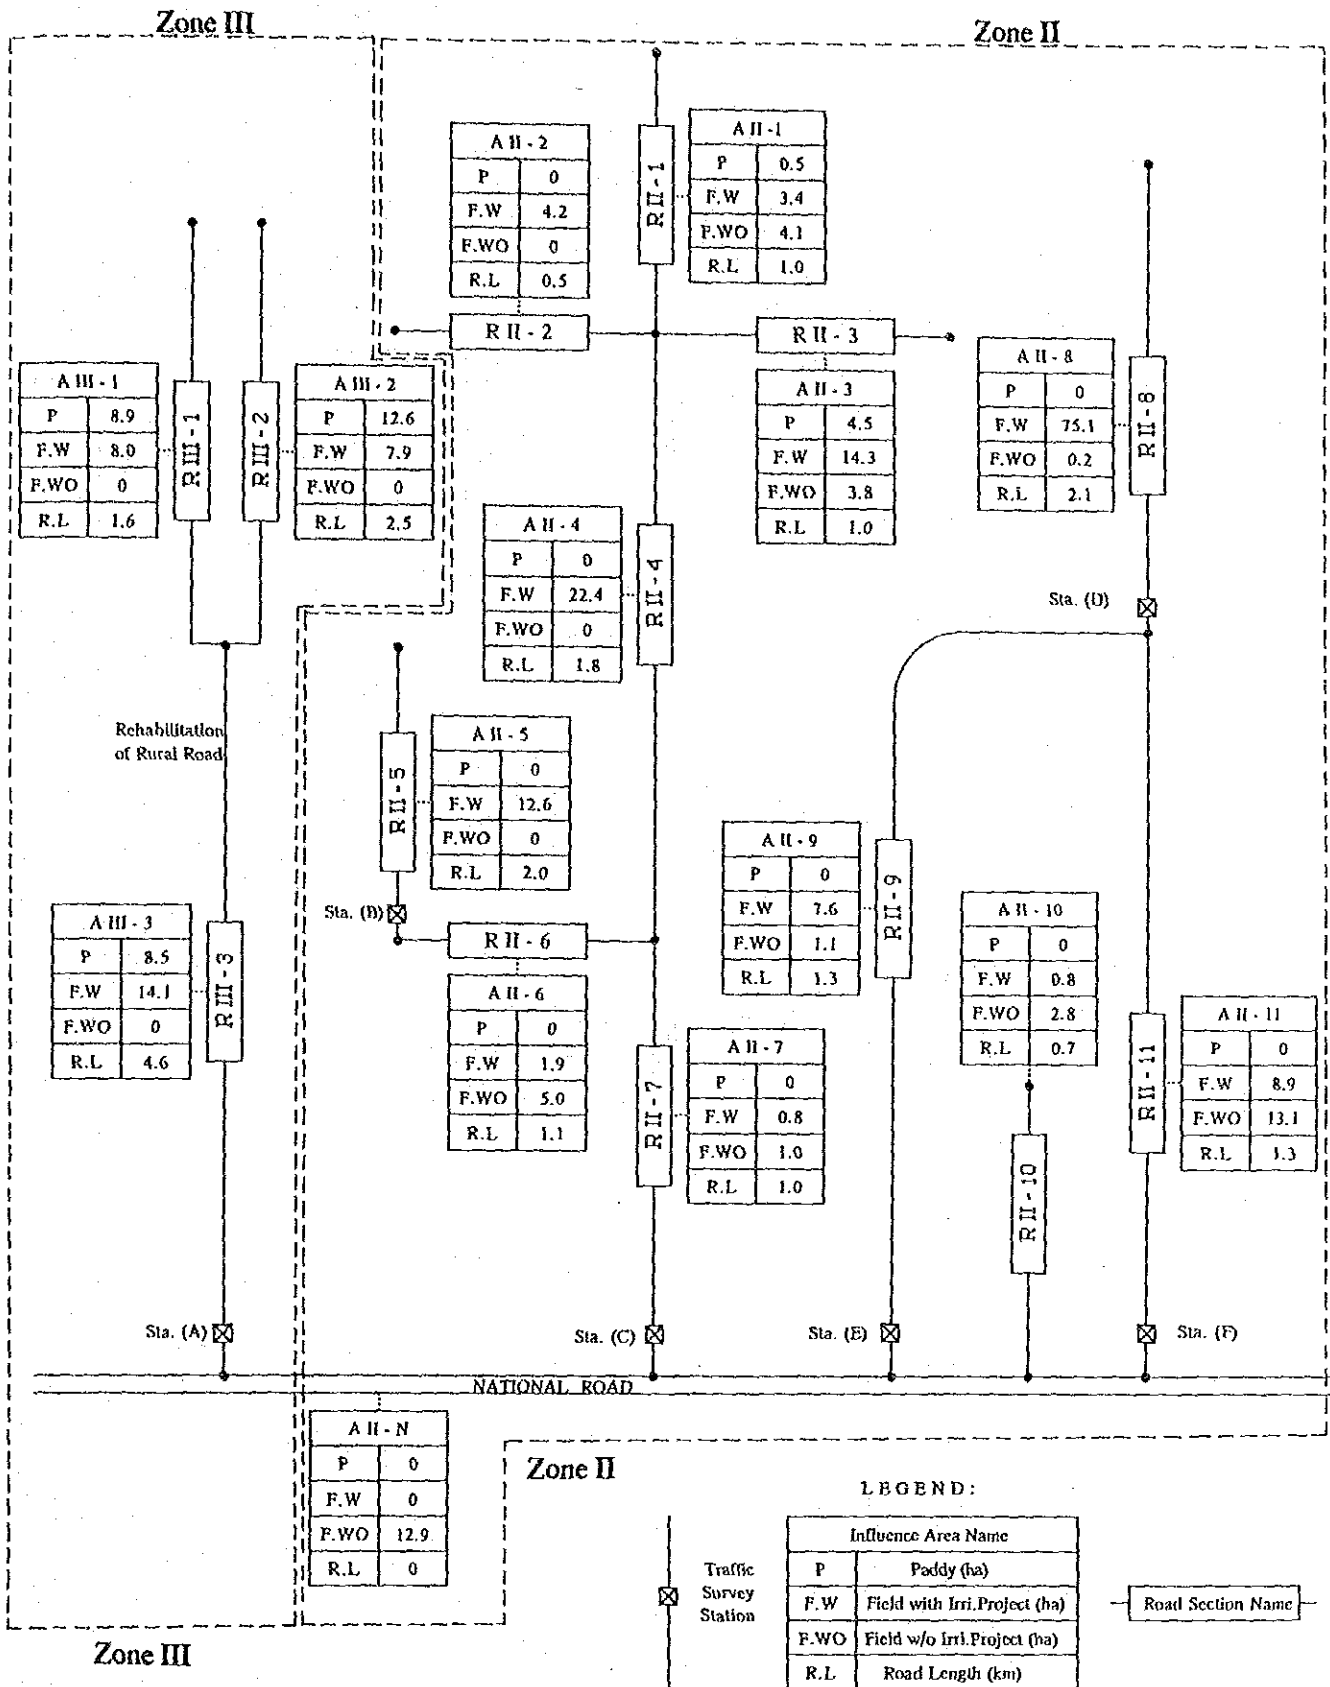 Zone III
Zone II
A II - 1
P 0.5
F.W 3.4
F.WO 4.1
R.L 1.0
R II - 1
A II - 2
P 0
F.W 4.2
F.WO 0
R.L 0.5
R II - 2
R II - 3
A II - 3
P 4.5
F.W 14.3
F.WO 3.8
R.L 1.0
A II - 8
P 0
F.W 75.1
F.WO 0.2
R.L 2.1
R II - 8
A III - 1
P 8.9
F.W 8.0
F.WO 0
R.L 1.6
R III - 1
R III - 2
A III - 2
P 12.6
F.W 7.9
F.WO 0
R.L 2.5
A II - 4
P 0
F.W 22.4
F.WO 0
R.L 1.8
R II - 4
Sta. (D)
Rehabilitation
of Rural Road
R II - 5
A II - 5
P 0
F.W 12.6
F.WO 0
R.L 2.0
Sta. (B)
R II - 6
A II - 6
P 0
F.W 1.9
F.WO 5.0
R.L 1.1
A II - 9
P 0
F.W 7.6
F.WO 1.1
R.L 1.3
R II - 9
A II - 10
P 0
F.W 0.8
F.WO 2.8
R.L 0.7
R II - 10
A III - 3
P 8.5
F.W 14.1
F.WO 0
R.L 4.6
R III - 3
R II - 7
A II - 7
P 0
F.W 0.8
F.WO 1.0
R.L 1.0
R II - 11
A II - 11
P 0
F.W 8.9
F.WO 13.1
R.L 1.3
Sta. (A)
Sta. (C)
Sta. (E)
Sta. (F)
NATIONAL ROAD
A II - N
P 0
F.W 0
F.WO 12.9
R.L 0
Zone II
Zone III
LEGEND:
Traffic
Survey
Station
Influence Area Name
P Paddy (ha)
F.W Field with Irri.Project (ha)
F.WO Field w/o Irri.Project (ha)
R.L Road Length (km)
Road Section Name